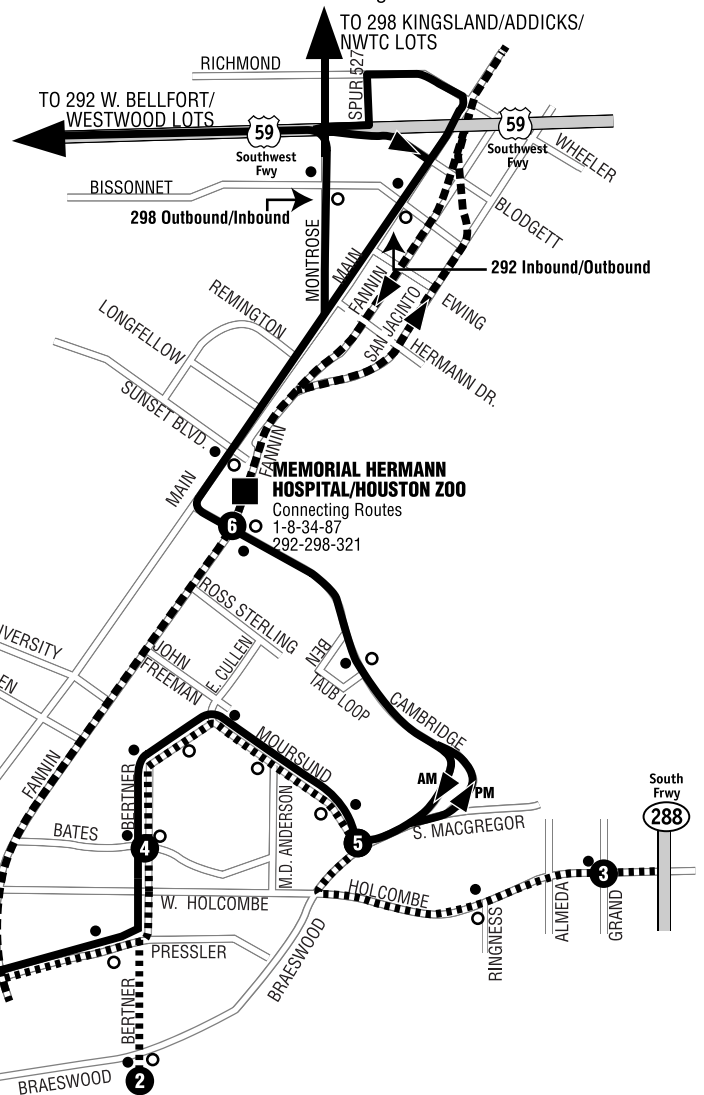 TO 298 KINGSLAND/ADDICKS/
NWTC LOTS
RICHMOND
SPUR 527
TO 292 W. BELLFORT/
WESTWOOD LOTS
59
Southwest
Fwy
59
Southwest
Fwy
WHEELER
BISSONNET
298 Outbound/Inbound
BLODGETT
MONTROSE
MAIN
FANNIN
SAN JACINTO
292 Inbound/Outbound
EWING
HERMANN DR.
REMINGTON
LONGFELLOW
SUNSET BLVD.
FANNIN
MAIN
MEMORIAL HERMANN
HOSPITAL/HOUSTON ZOO
Connecting Routes
1-8-34-87
292-298-321
6
ROSS STERLING
IVERSITY
JOHN
FREEMAN
E. CULLEN
BEN
TAUB LOOP
EN
CAMBRIDGE
MOURSUND
FANNIN
BERTNER
AM
PM
South
Frwy
288
BATES
4
M.D. ANDERSON
5
S. MACGREGOR
3
W. HOLCOMBE
HOLCOMBE
RINGNESS
ALMEDA
GRAND
PRESSLER
BRAESWOOD
BERTNER
BRAESWOOD
2